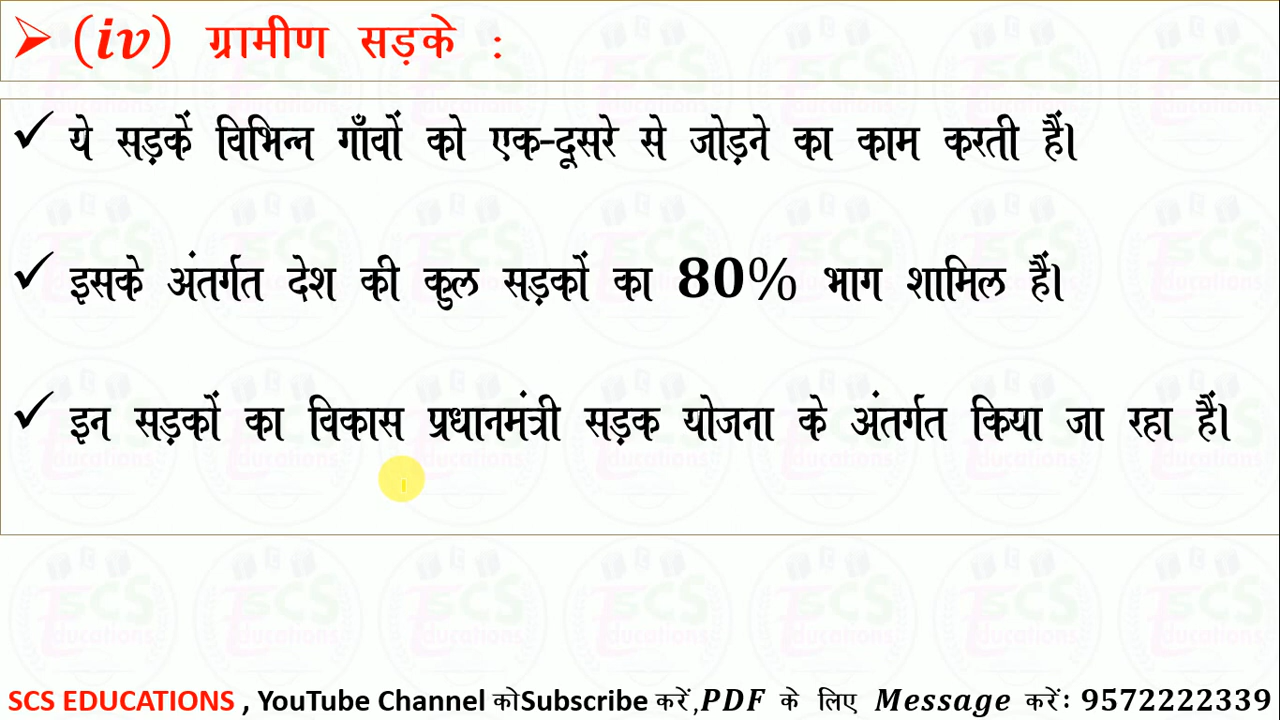 ➢ (iv) ग्रामीण सड़के :
✓ ये सड़कें विभिन्न गाँवों को एक-दूसरे से जोड़ने का काम करती हैं।
✓ इसके अंतर्गत देश की कुल सड़कों का 80% भाग शामिल हैं।
✓ इन सड़कों का विकास प्रधानमंत्री सड़क योजना के अंतर्गत किया जा रहा हैं।
SCS EDUCATIONS , YouTube Channel कोSubscribe करें,PDF के लिए Message करें: 9572222339